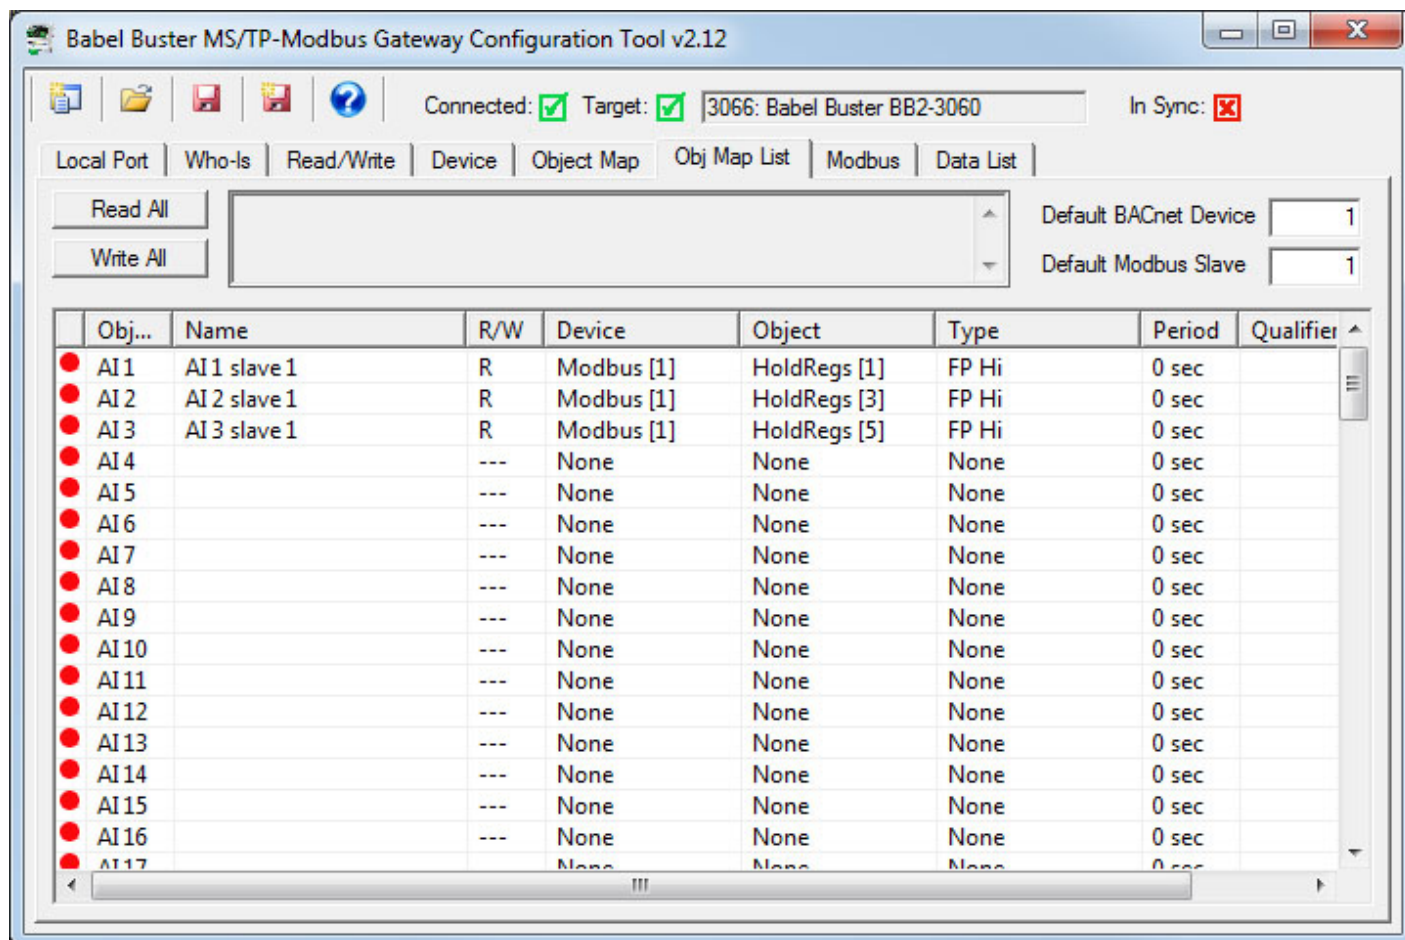 Babel Buster MS/TP-Modbus Gateway Configuration Tool v2.12
Connected: Target: 3066: Babel Buster BB2-3060 In Sync:
Local Port Who-Is Read/Write Device Object Map Obj Map List Modbus Data List
Read All Default BACnet Device 1
Write All Default Modbus Slave 1
Obj... Name R/W Device Object Type Period Qualifier
AI 1 AI 1 slave 1 R Modbus [1] HoldRegs [1] FP Hi 0 sec
AI 2 AI 2 slave 1 R Modbus [1] HoldRegs [3] FP Hi 0 sec
AI 3 AI 3 slave 1 R Modbus [1] HoldRegs [5] FP Hi 0 sec
AI 4 --- None None None 0 sec
AI 5 --- None None None 0 sec
AI 6 --- None None None 0 sec
AI 7 --- None None None 0 sec
AI 8 --- None None None 0 sec
AI 9 --- None None None 0 sec
AI 10 --- None None None 0 sec
AI 11 --- None None None 0 sec
AI 12 --- None None None 0 sec
AI 13 --- None None None 0 sec
AI 14 --- None None None 0 sec
AI 15 --- None None None 0 sec
AI 16 --- None None None 0 sec
AI 17 None None None 0 sec